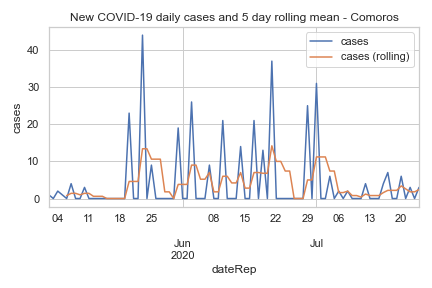 New COVID-19 daily cases and 5 day rolling mean - Comoros
cases
cases (rolling)
cases
40
30
20
10
0
04 11 18 25 08 15 22 29 06 13 20
Jun Jul
2020
dateRep